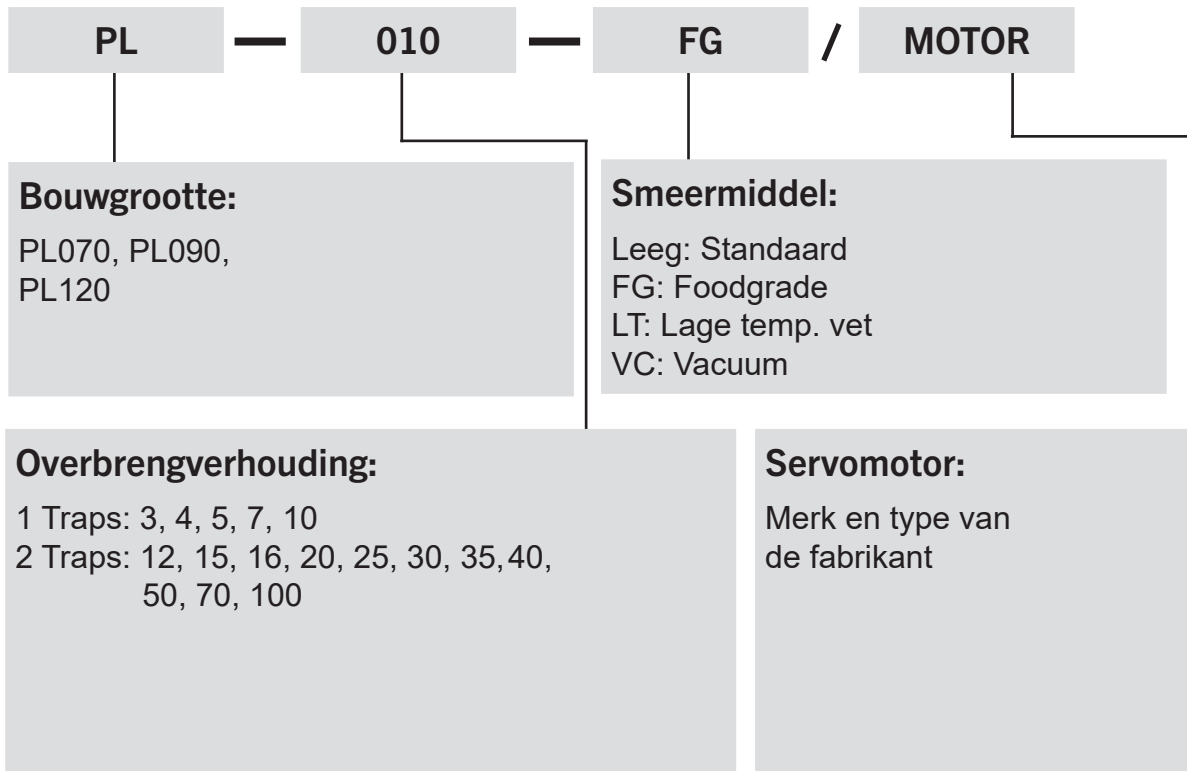 PL — 010 — FG / MOTOR
Bouwgrootte:
PL070, PL090,
PL120
Smeermiddel:
Leeg: Standaard
FG: Foodgrade
LT: Lage temp. vet
VC: Vacuum
Overbrengverhouding:
1 Traps: 3, 4, 5, 7, 10
2 Traps: 12, 15, 16, 20, 25, 30, 35, 40,
50, 70, 100
Servomotor:
Merk en type van
de fabrikant